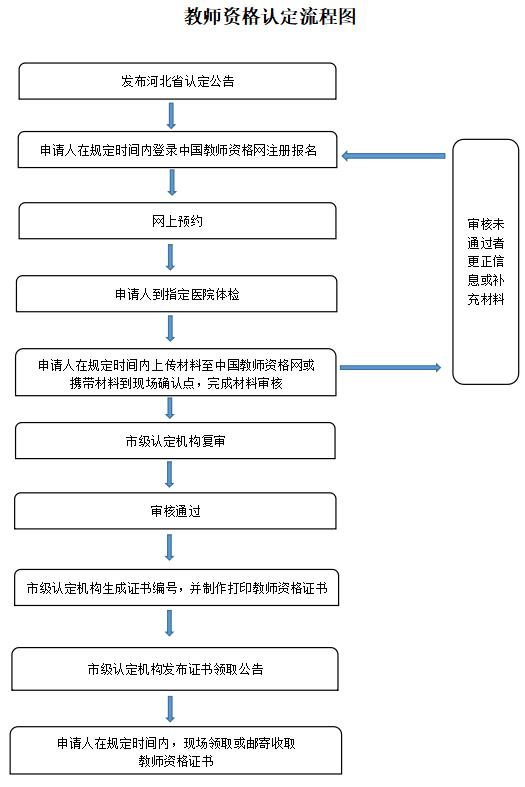 教师资格认定流程图
发布河北省认定公告
申请人在规定时间内登录中国教师资格网注册报名
网上预约
申请人到指定医院体检
申请人在规定时间内上传材料至中国教师资格网或
携带材料到现场确认点，完成材料审核
审核未
通过者
更正信
息或补
充材料
市级认定机构复审
审核通过
市级认定机构生成证书编号，并制作打印教师资格证书
市级认定机构发布证书领取公告
申请人在规定时间内，现场领取或邮寄收取
教师资格证书